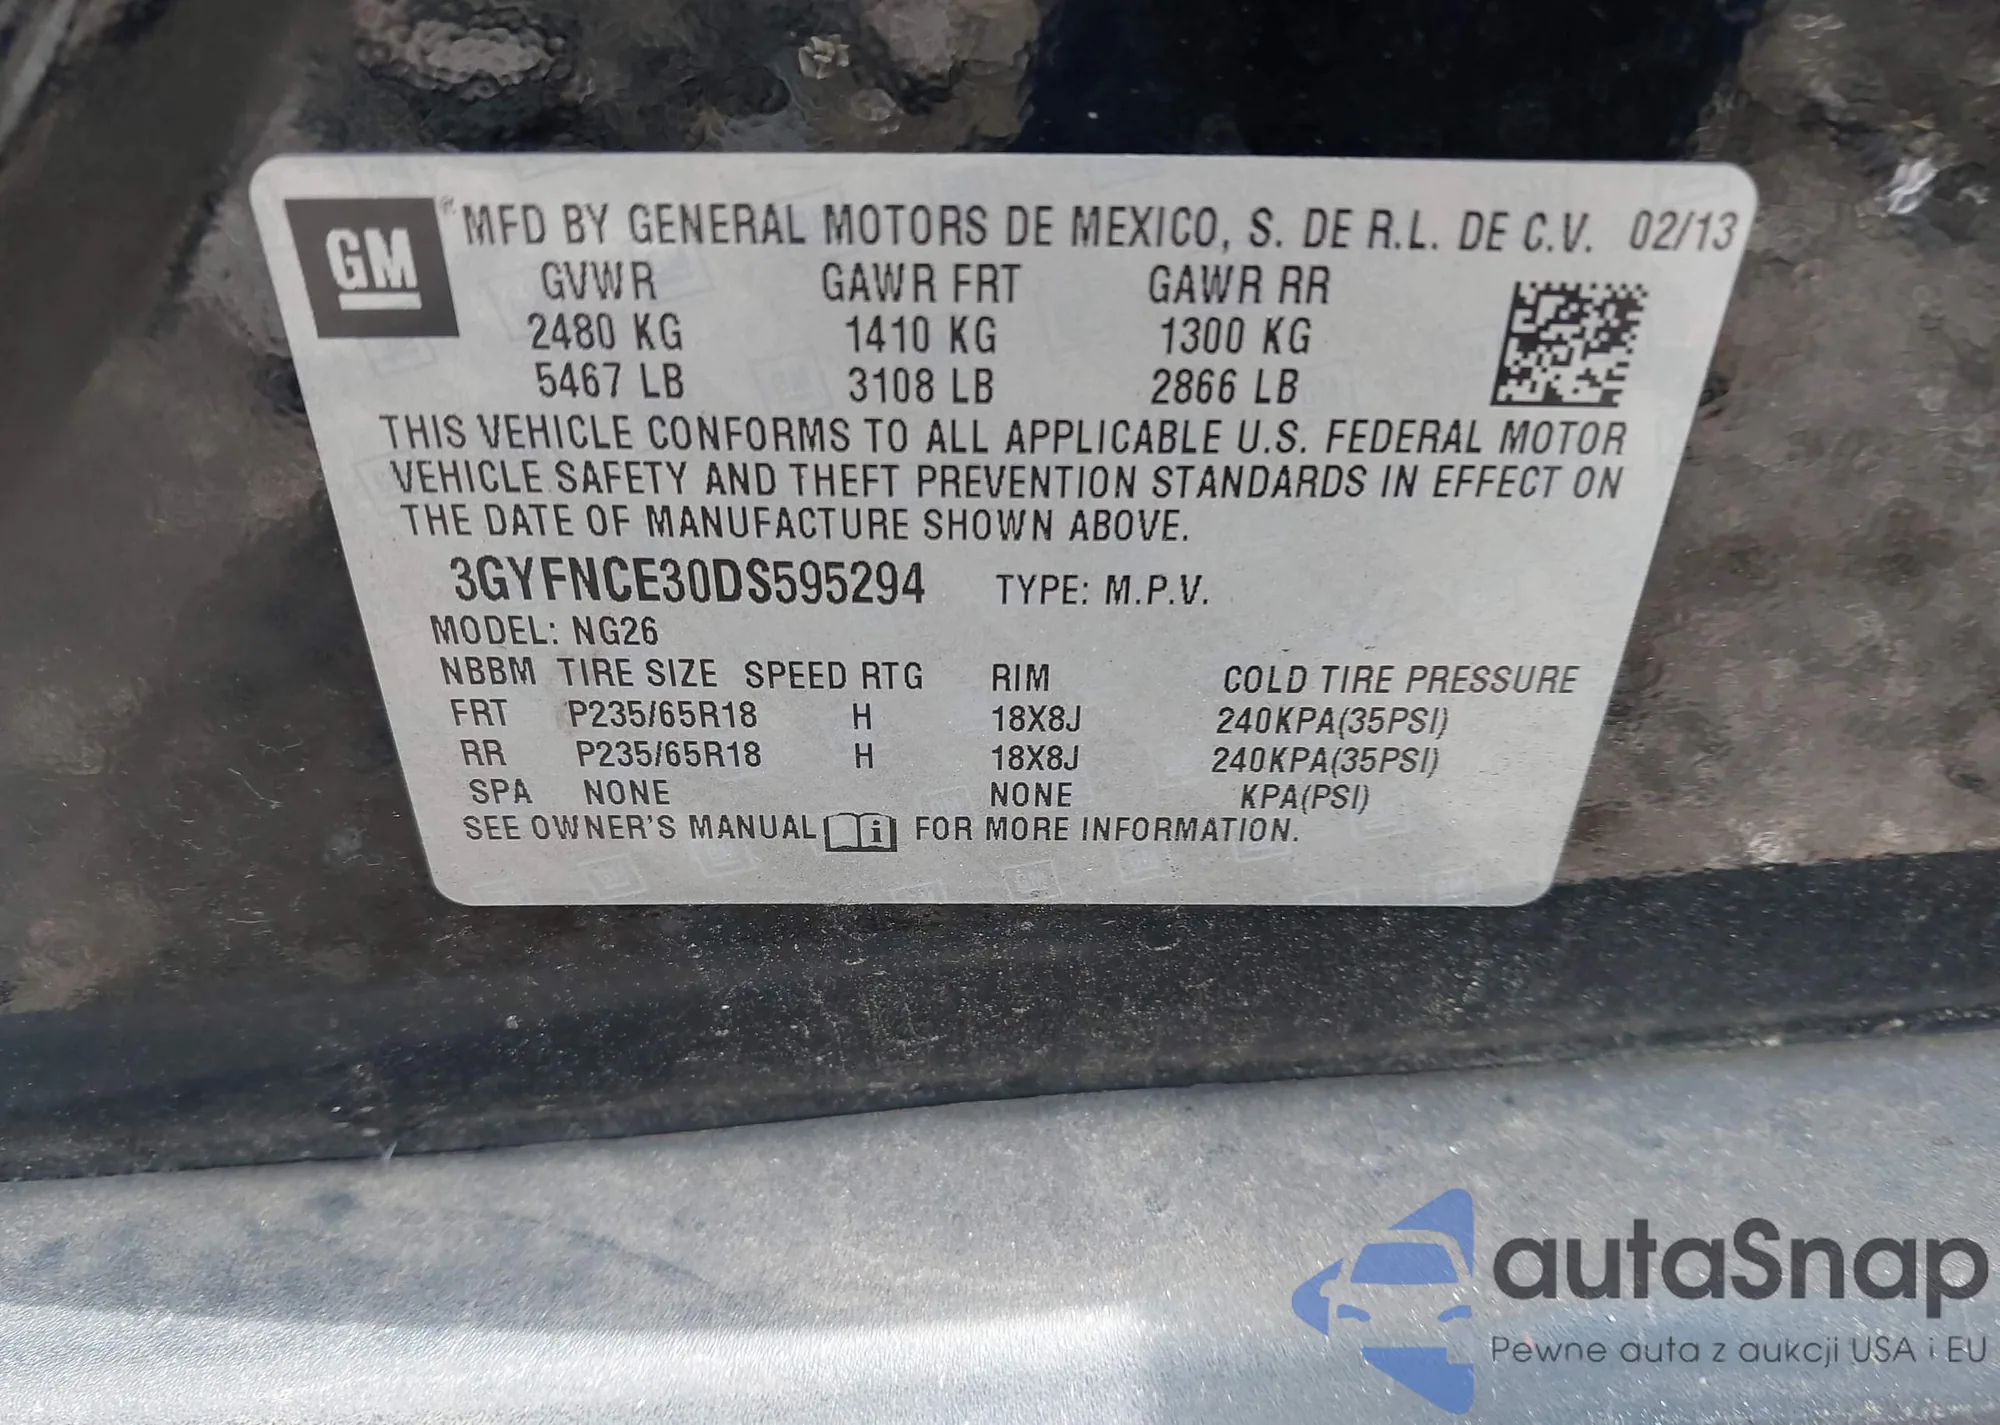 GM ® MFD BY GENERAL MOTORS DE MEXICO, S. DE R.L. DE C.V. 02/13
GVWR GAWR FRT GAWR RR
2480 KG 1410 KG 1300 KG
5467 LB 3108 LB 2866 LB
THIS VEHICLE CONFORMS TO ALL APPLICABLE U.S. FEDERAL MOTOR
VEHICLE SAFETY AND THEFT PREVENTION STANDARDS IN EFFECT ON
THE DATE OF MANUFACTURE SHOWN ABOVE.
3GYFNCE30DS595294 TYPE: M.P.V.
MODEL: NG26
NBBM TIRE SIZE SPEED RTG RIM COLD TIRE PRESSURE
FRT P235/65R18 H 18X8J 240KPA(35PSI)
RR P235/65R18 H 18X8J 240KPA(35PSI)
SPA NONE NONE KPA(PSI)
SEE OWNER'S MANUAL i FOR MORE INFORMATION.
autaSnap
Pewne auta z aukcji USA i EU